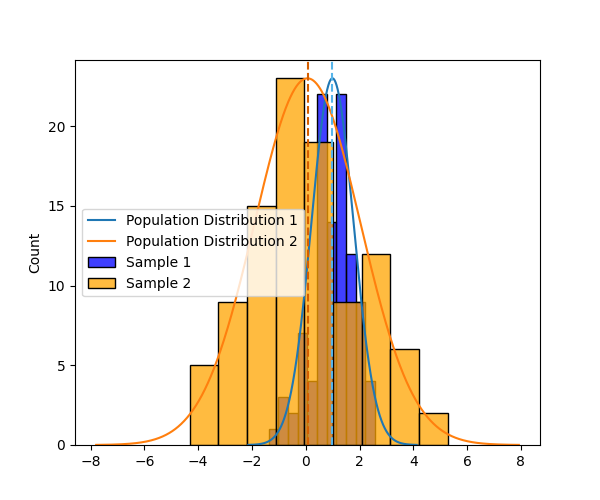 Count
20
15
10
5
0
Population Distribution 1
Population Distribution 2
Sample 1
Sample 2
−8 −6 −4 −2 0 2 4 6 8